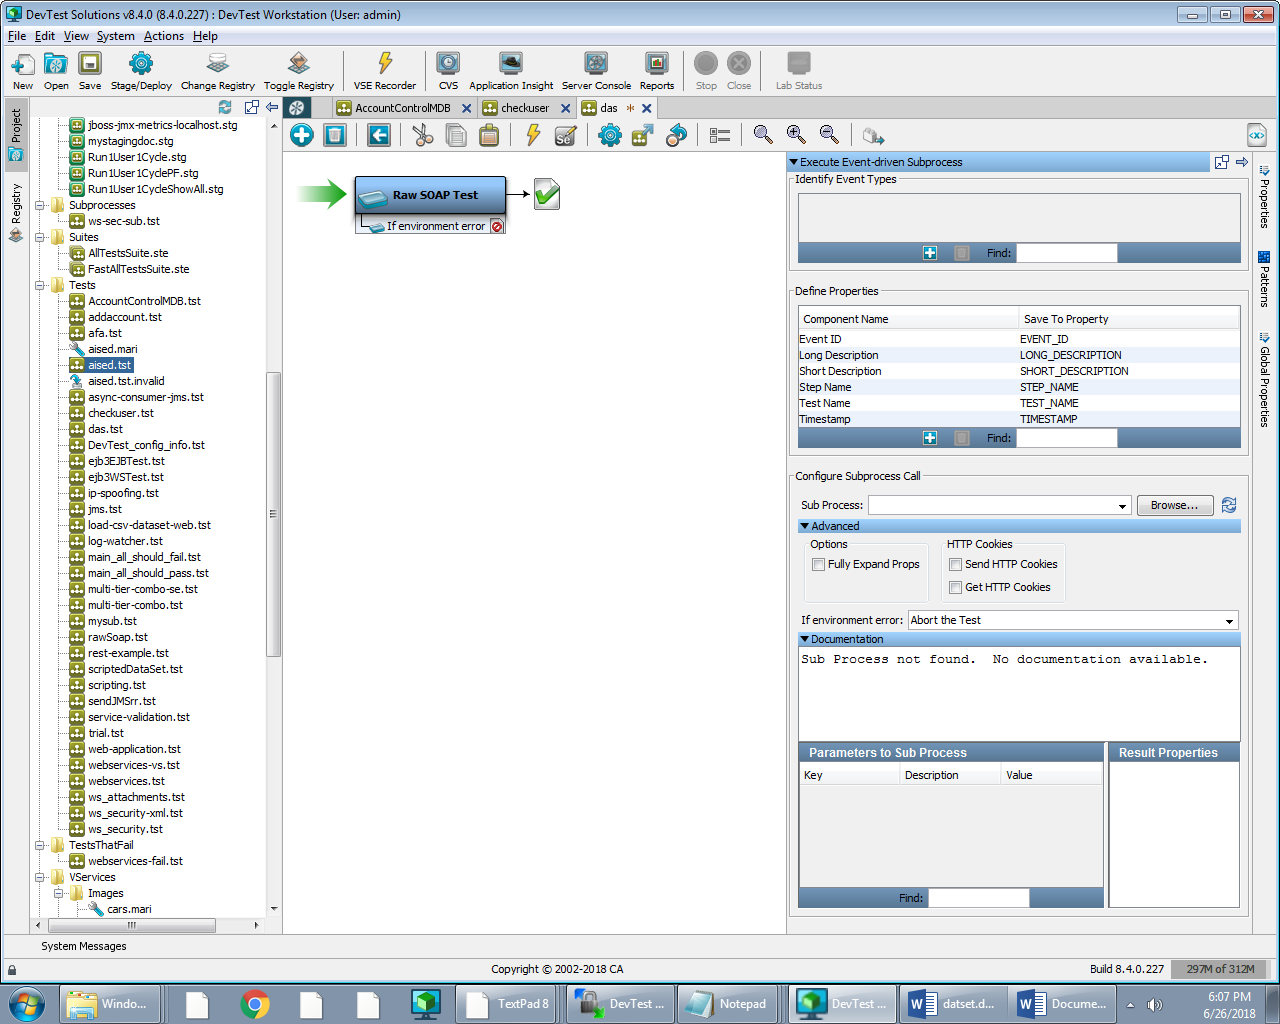 DevTest Solutions v8.4.0 (8.4.0.227) : DevTest Workstation (User: admin)
File Edit View System Actions Help
New Open Save Stage/Deploy Change Registry Toggle Registry VSE Recorder CVS Application Insight Server Console Reports Stop Close Lab Status
Project
Registry
jboss-jmx-metrics-localhost.stg
mystagingdoc.stg
Run1User1Cycle.stg
Run1User1CyclePF.stg
Run1User1CycleShowAll.stg
Subprocesses
ws-sec-sub.tst
Suites
AllTestsSuite.ste
FastAllTestsSuite.ste
Tests
AccountControlMDB.tst
addaccount.tst
afa.tst
aised.mari
aised.tst
aised.tst.invalid
async-consumer-jms.tst
checkuser.tst
das.tst
DevTest_config_info.tst
ejb3EJBTest.tst
ejb3WSTest.tst
ip-spoofing.tst
jms.tst
load-csv-dataset-web.tst
log-watcher.tst
main_all_should_fail.tst
main_all_should_pass.tst
multi-tier-combo-se.tst
multi-tier-combo.tst
mysub.tst
rawSoap.tst
rest-example.tst
scriptedDataSet.tst
scripting.tst
sendJMSrr.tst
service-validation.tst
trial.tst
web-application.tst
webservices-vs.tst
webservices.tst
ws_attachments.tst
ws_security-xml.tst
ws_security.tst
TestsThatFail
webservices-fail.tst
VServices
Images
cars.mari
AccountControlMDB checkuser das *
Se
Raw SOAP Test
If environment error
Execute Event-driven Subprocess
Identify Event Types
Find:
Define Properties
Component Name Save To Property
Event ID EVENT_ID
Long Description LONG_DESCRIPTION
Short Description SHORT_DESCRIPTION
Step Name STEP_NAME
Test Name TEST_NAME
Timestamp TIMESTAMP
Find:
Configure Subprocess Call
Sub Process: Browse...
Advanced
Options HTTP Cookies
Fully Expand Props Send HTTP Cookies
Get HTTP Cookies
If environment error: Abort the Test
Documentation
Sub Process not found. No documentation available.
Parameters to Sub Process Result Properties
Key Description Value
Find:
Properties
Patterns
Global Properties
System Messages
Copyright © 2002-2018 CA
Build 8.4.0.227 297M of 312M
Windo... TextPad 8 DevTest ... Notepad DevTest ... datset.d... Docume...
6:07 PM
6/26/2018